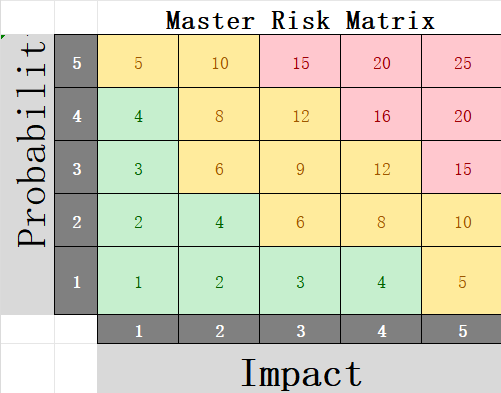 Master Risk Matrix
Probabilit
5 5 10 15 20 25
4 4 8 12 16 20
3 3 6 9 12 15
2 2 4 6 8 10
1 1 2 3 4 5
1 2 3 4 5
Impact